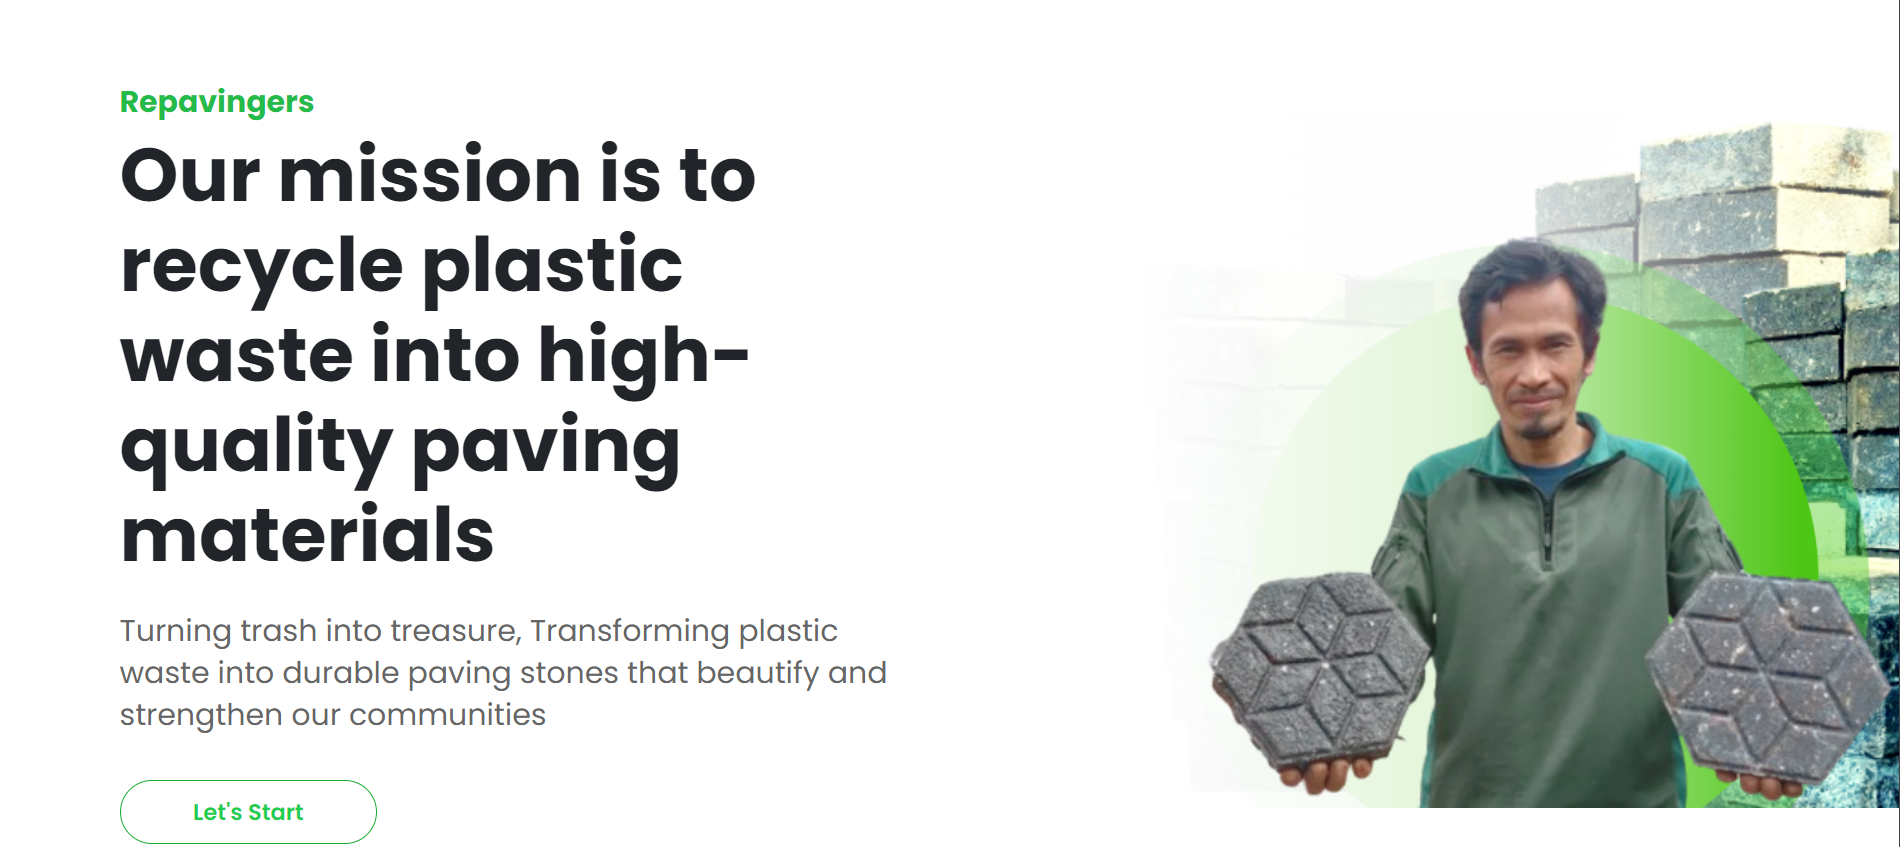 Repavingers
Our mission is to
recycle plastic
waste into high-
quality paving
materials
Turning trash into treasure, Transforming plastic
waste into durable paving stones that beautify and
strengthen our communities
Let's Start